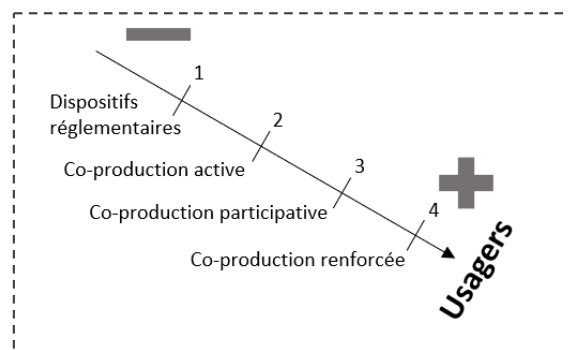 1
Dispositifs
réglementaires
2
Co-production active
3
Co-production participative
4
Co-production renforcée
Usagers